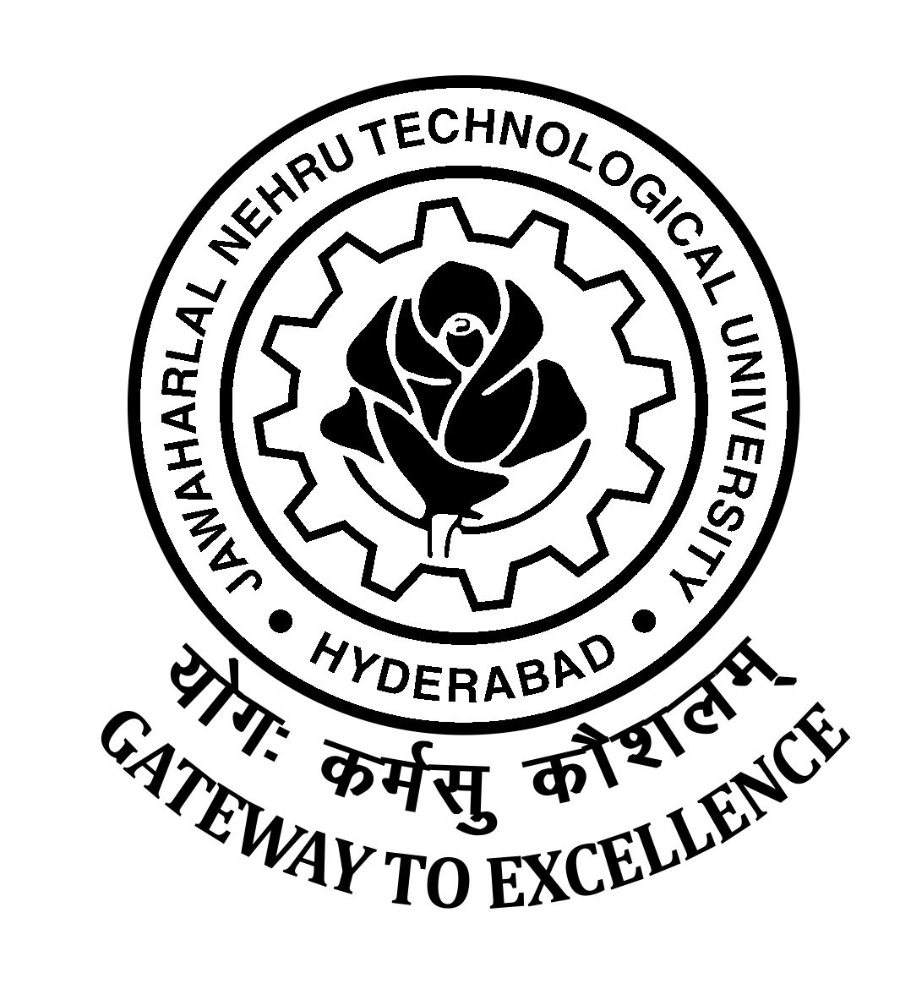 JAWAHARLAL NEHRU TECHNOLOGICAL UNIVERSITY
HYDERABAD
योगः कर्मसु कौशलम्
GATEWAY TO EXCELLENCE